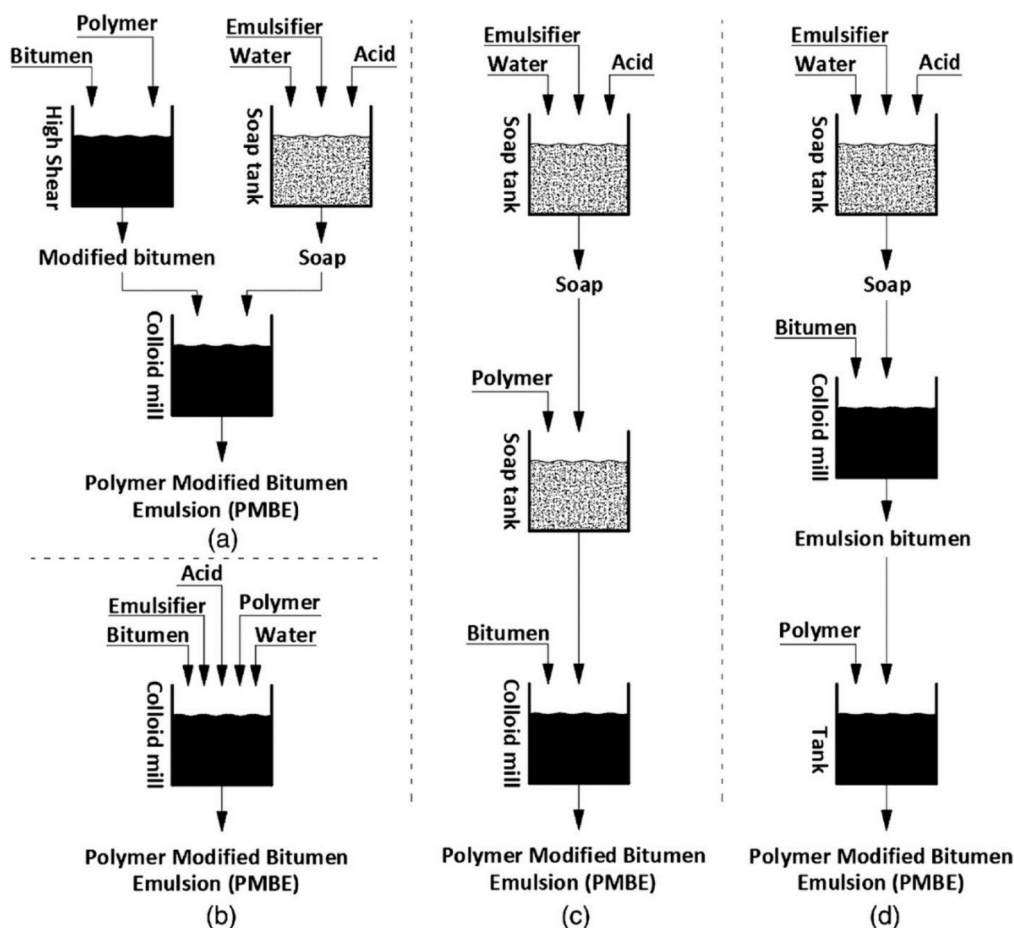 Polymer
Bitumen
High Shear
Emulsifier
Water
Acid
Soap tank
Modified bitumen
Soap
Colloid mill
Polymer Modified Bitumen
Emulsion (PMBE)
(a)
Acid
Emulsifier
Polymer
Bitumen
Water
Colloid mill
Polymer Modified Bitumen
Emulsion (PMBE)
(b)
Emulsifier
Water
Acid
Soap tank
Soap
Polymer
Soap tank
Bitumen
Colloid mill
Polymer Modified Bitumen
Emulsion (PMBE)
(c)
Emulsifier
Water
Acid
Soap tank
Soap
Bitumen
Colloid mill
Emulsion bitumen
Polymer
Tank
Polymer Modified Bitumen
Emulsion (PMBE)
(d)